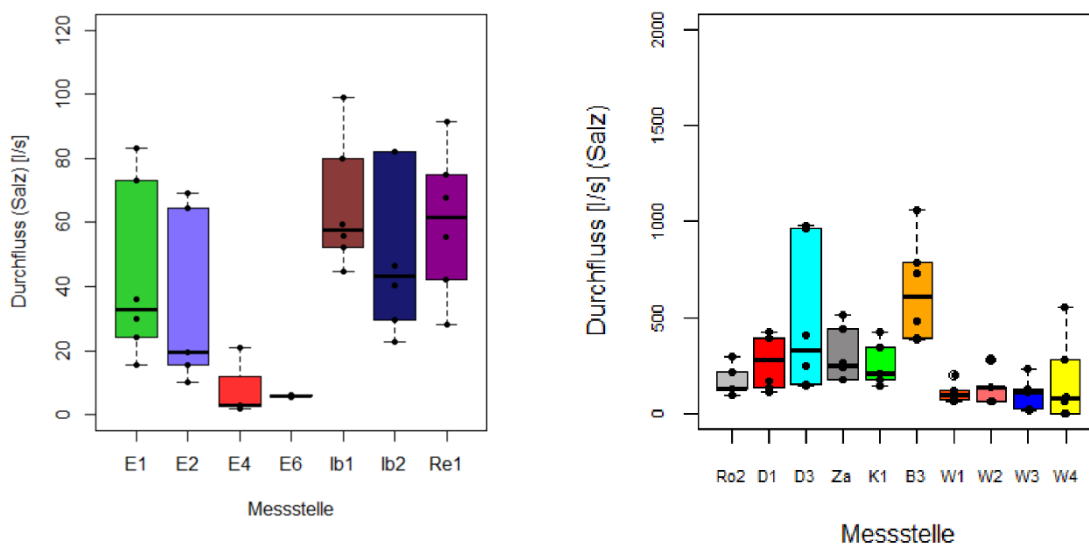 Durchfluss (Salz) [l/s]
120
100
80
60
40
20
0
E1 E2 E4 E6 Ib1 Ib2 Re1
Messstelle
Durchfluss [l/s] (Salz)
2000
1500
1000
500
0
Ro2 D1 D3 Za K1 B3 W1 W2 W3 W4
Messstelle